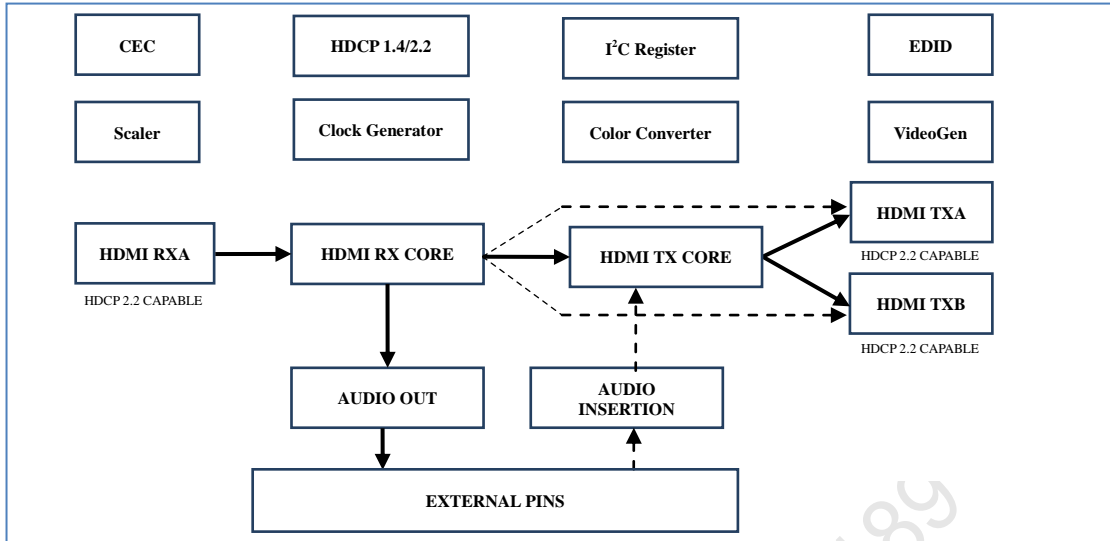 CEC
HDCP 1.4/2.2
I²C Register
EDID
Scaler
Clock Generator
Color Converter
VideoGen
HDMI RXA
HDCP 2.2 CAPABLE
HDMI RX CORE
HDMI TX CORE
HDMI TXA
HDCP 2.2 CAPABLE
HDMI TXB
HDCP 2.2 CAPABLE
AUDIO OUT
AUDIO
INSERTION
EXTERNAL PINS